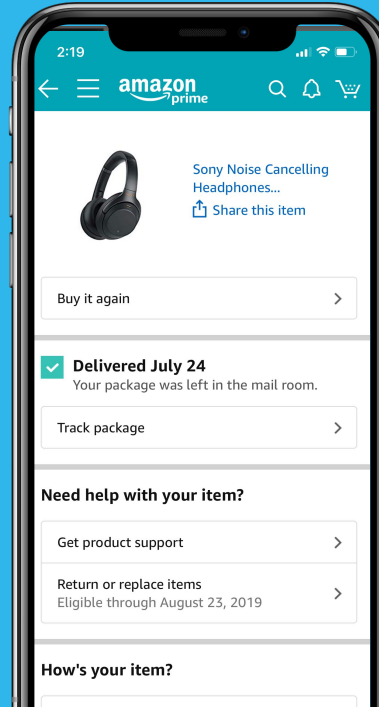 2:19
amazon
prime
Sony Noise Cancelling
Headphones...
Share this item
Buy it again
Delivered July 24
Your package was left in the mail room.
Track package
Need help with your item?
Get product support
Return or replace items
Eligible through August 23, 2019
How's your item?